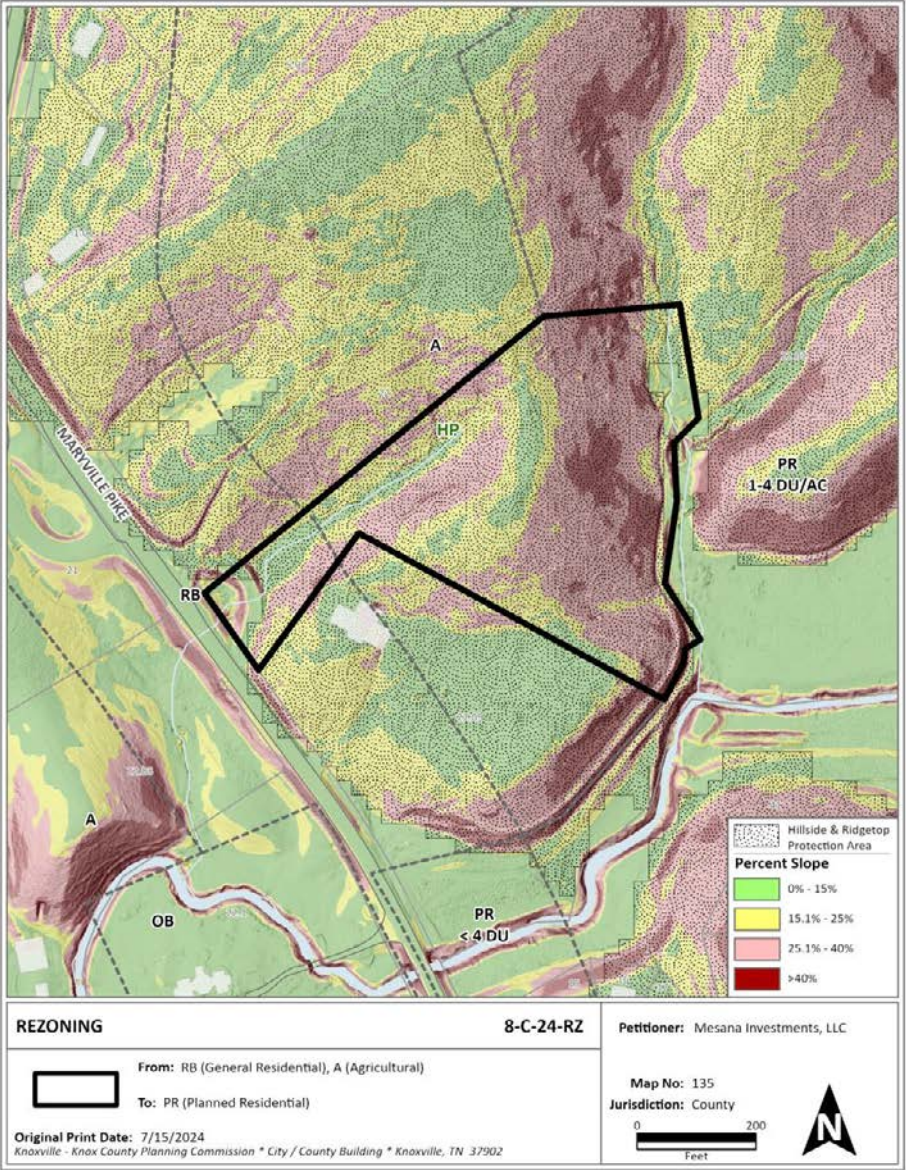 A
HP
MARYVILLE PIKE
PR
1-4 DU/AC
RB
21
A
OB
PR
< 4 DU
Hillside & Ridgetop
Protection Area
Percent Slope
0% - 15%
15.1% - 25%
25.1% - 40%
>40%
REZONING
8-C-24-RZ
From: RB (General Residential), A (Agricultural)
To: PR (Planned Residential)
Original Print Date: 7/15/2024
Knoxville - Knox County Planning Commission * City / County Building * Knoxville, TN 37902
Petitioner: Mesana Investments, LLC
Map No: 135
Jurisdiction: County
0 200
Feet
N